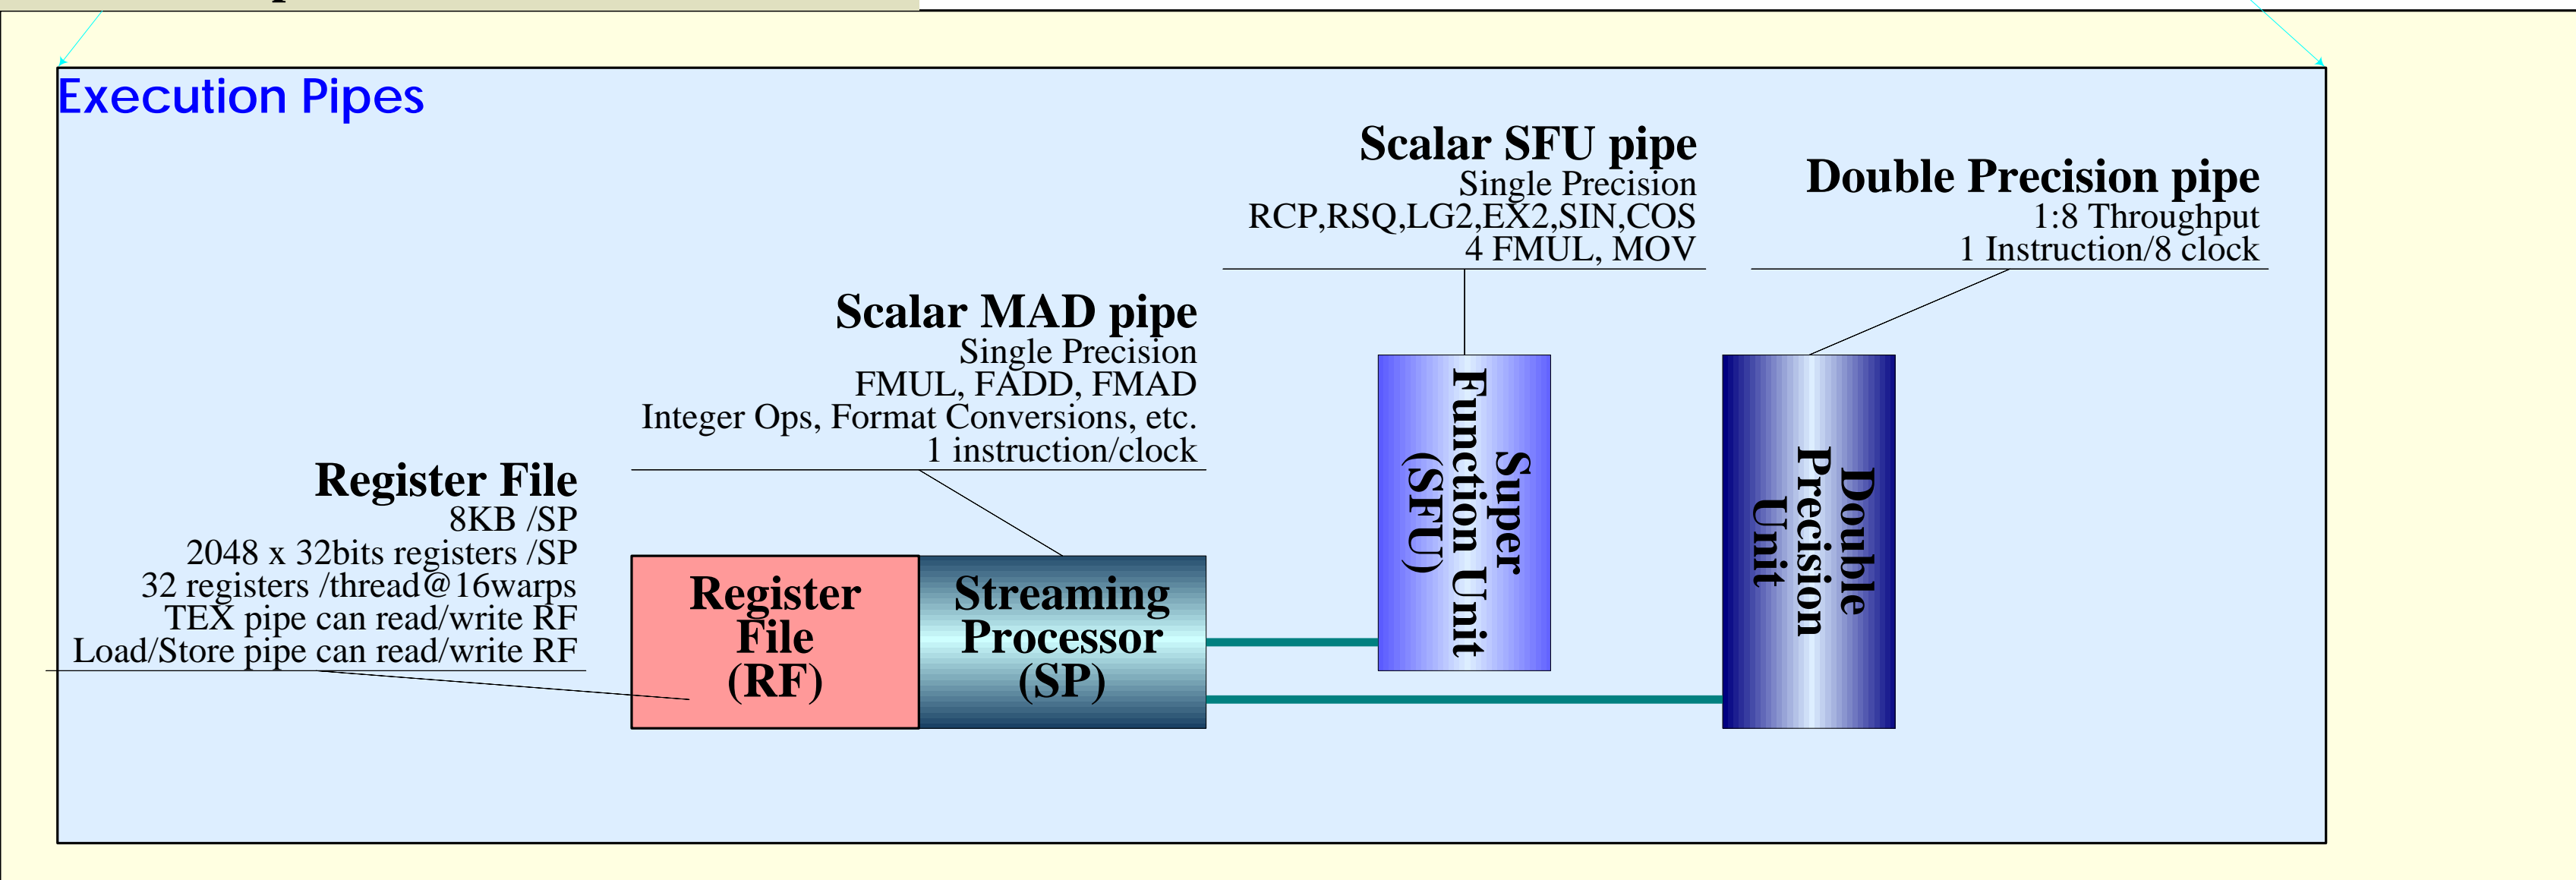 Execution Pipes
Scalar SFU pipe
Single Precision
RCP,RSQ,LG2,EX2,SIN,COS
4 FMUL, MOV
Double Precision pipe
1:8 Throughput
1 Instruction/8 clock
Scalar MAD pipe
Single Precision
FMUL, FADD, FMAD
Integer Ops, Format Conversions, etc.
1 instruction/clock
Register File
8KB /SP
2048 x 32bits registers /SP
32 registers /thread@16warps
TEX pipe can read/write RF
Load/Store pipe can read/write RF
Register
File
(RF)
Streaming
Processor
(SP)
Super
Function Unit
(SFU)
Double
Precision
Unit